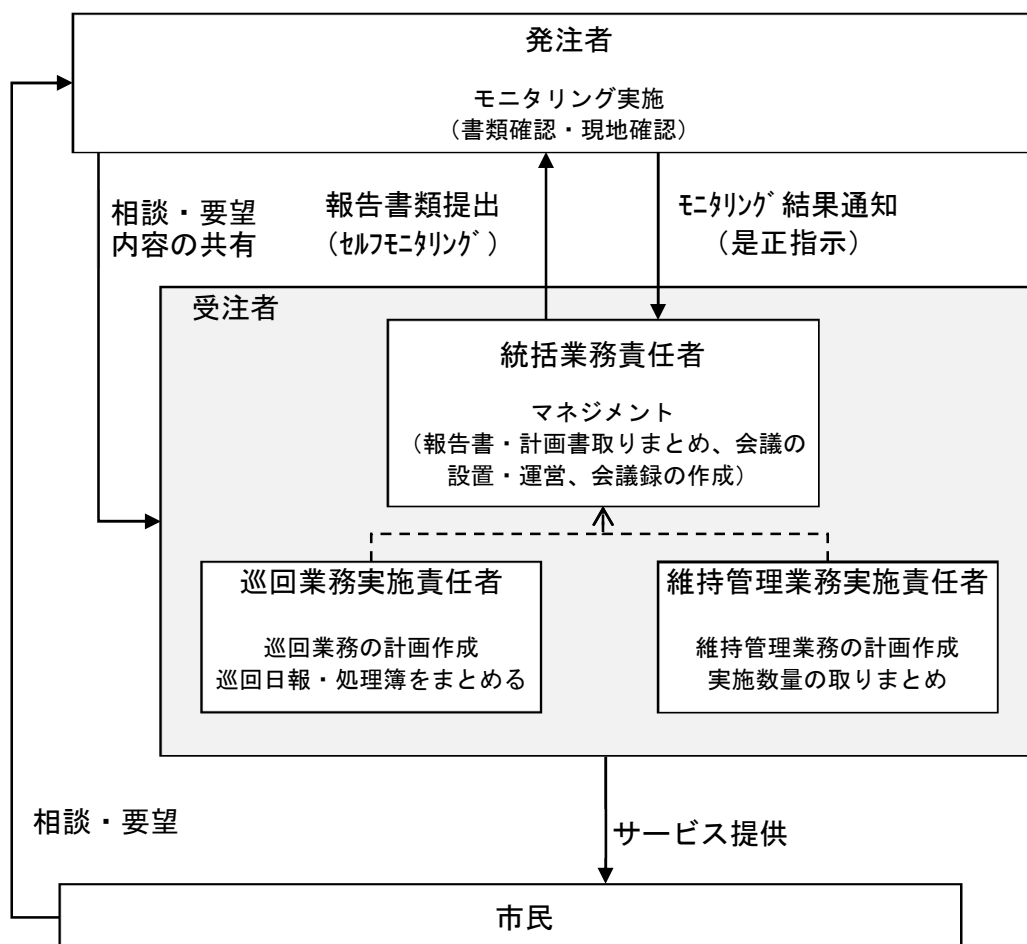 発注者
モニタリング実施
（書類確認・現地確認）
相談・要望
内容の共有
報告書類提出
（ｾﾙﾌﾓﾆﾀﾘﾝｸﾞ）
ﾓﾆﾀﾘﾝｸﾞ結果通知
（是正指示）
受注者
統括業務責任者
マネジメント
（報告書・計画書取りまとめ、会議の
設置・運営、会議録の作成）
巡回業務実施責任者
巡回業務の計画作成
巡回日報・処理簿をまとめる
維持管理業務実施責任者
維持管理業務の計画作成
実施数量の取りまとめ
相談・要望
サービス提供
市民